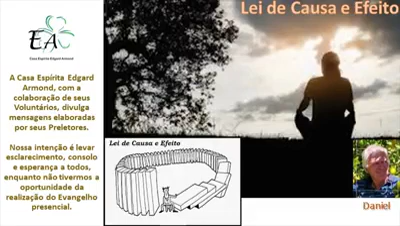 Lei de Causa e Efeito
EA
Casa Espírita Edgard Armond
A Casa Espírita Edgard
Armond, com a
colaboração de seus
Voluntários, divulga
mensagens elaboradas
por seus Preletores.
Nossa intenção é levar
esclarecimento, consolo
e esperança a todos,
enquanto não tivermos a
oportunidade da
realização do Evangelho
presencial.
Lei de Causa e Efeito
Daniel